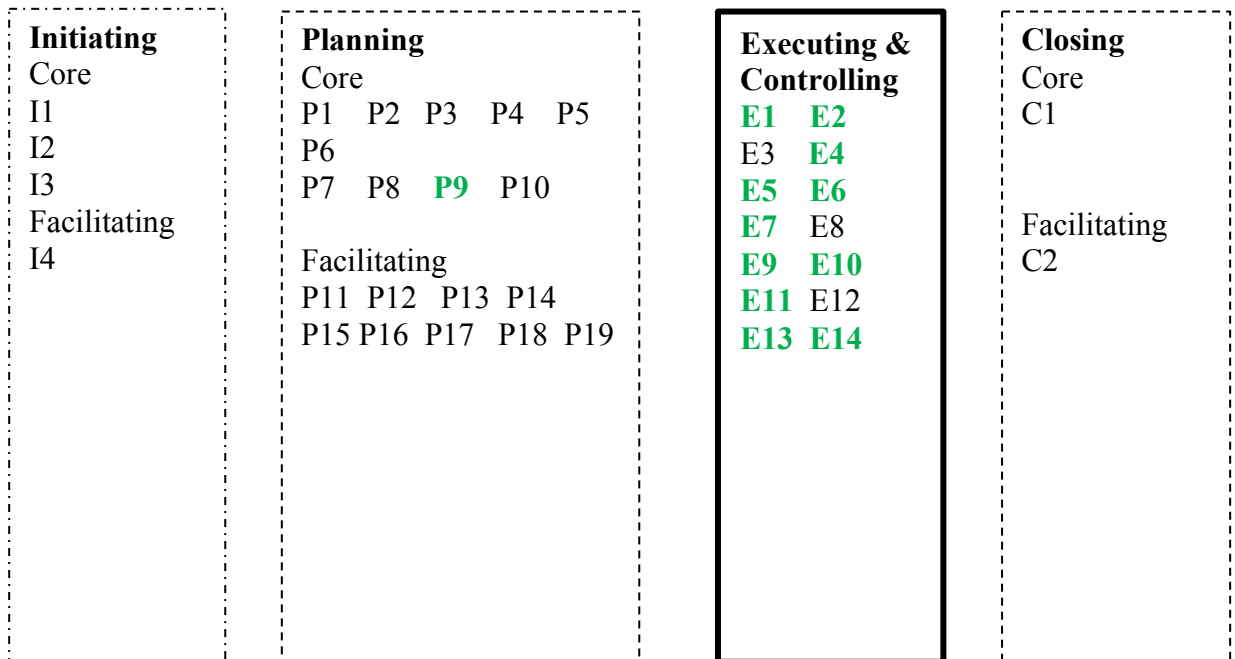 Initiating
Core
I1
I2
I3
Facilitating
I4
Planning
Core
P1 P2 P3 P4 P5
P6
P7 P8 P9 P10
Facilitating
P11 P12 P13 P14
P15 P16 P17 P18 P19
Executing &
Controlling
E1 E2
E3 E4
E5 E6
E7 E8
E9 E10
E11 E12
E13 E14
Closing
Core
C1
Facilitating
C2